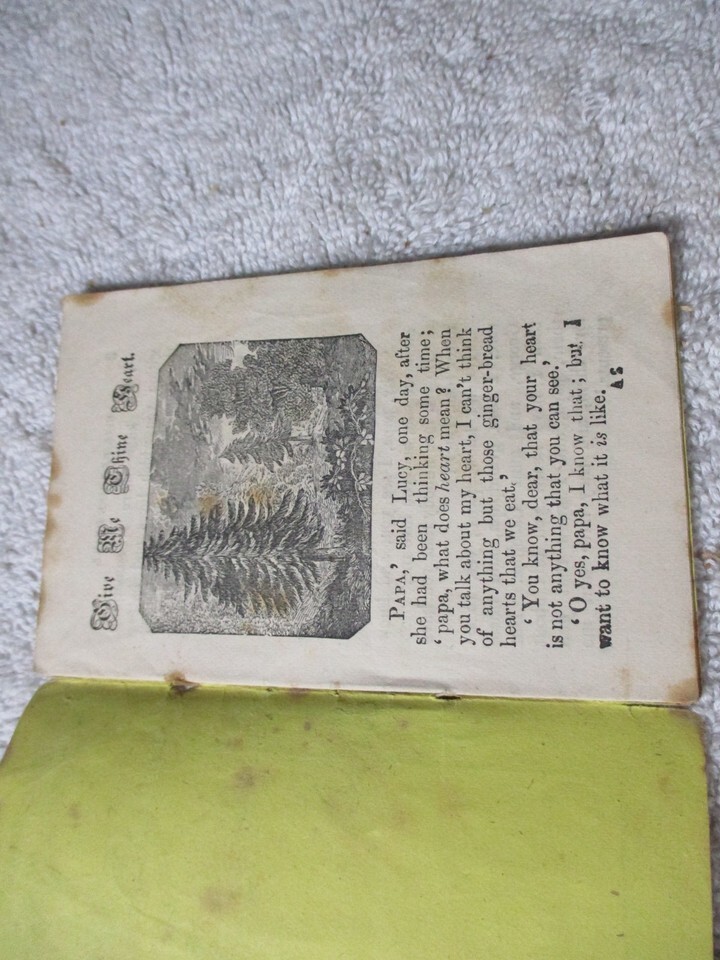 Give Me Thine Heart.
PAPA,' said Lucy, one day, after
she had been thinking some time;
'papa, what does heart mean? When
you talk about my heart, I can't think
of anything but those ginger-bread
hearts that we eat.'
'You know, dear, that your heart
is not anything that you can see.'
'O yes, papa, I know that; but I
want to know what it is like.
A S